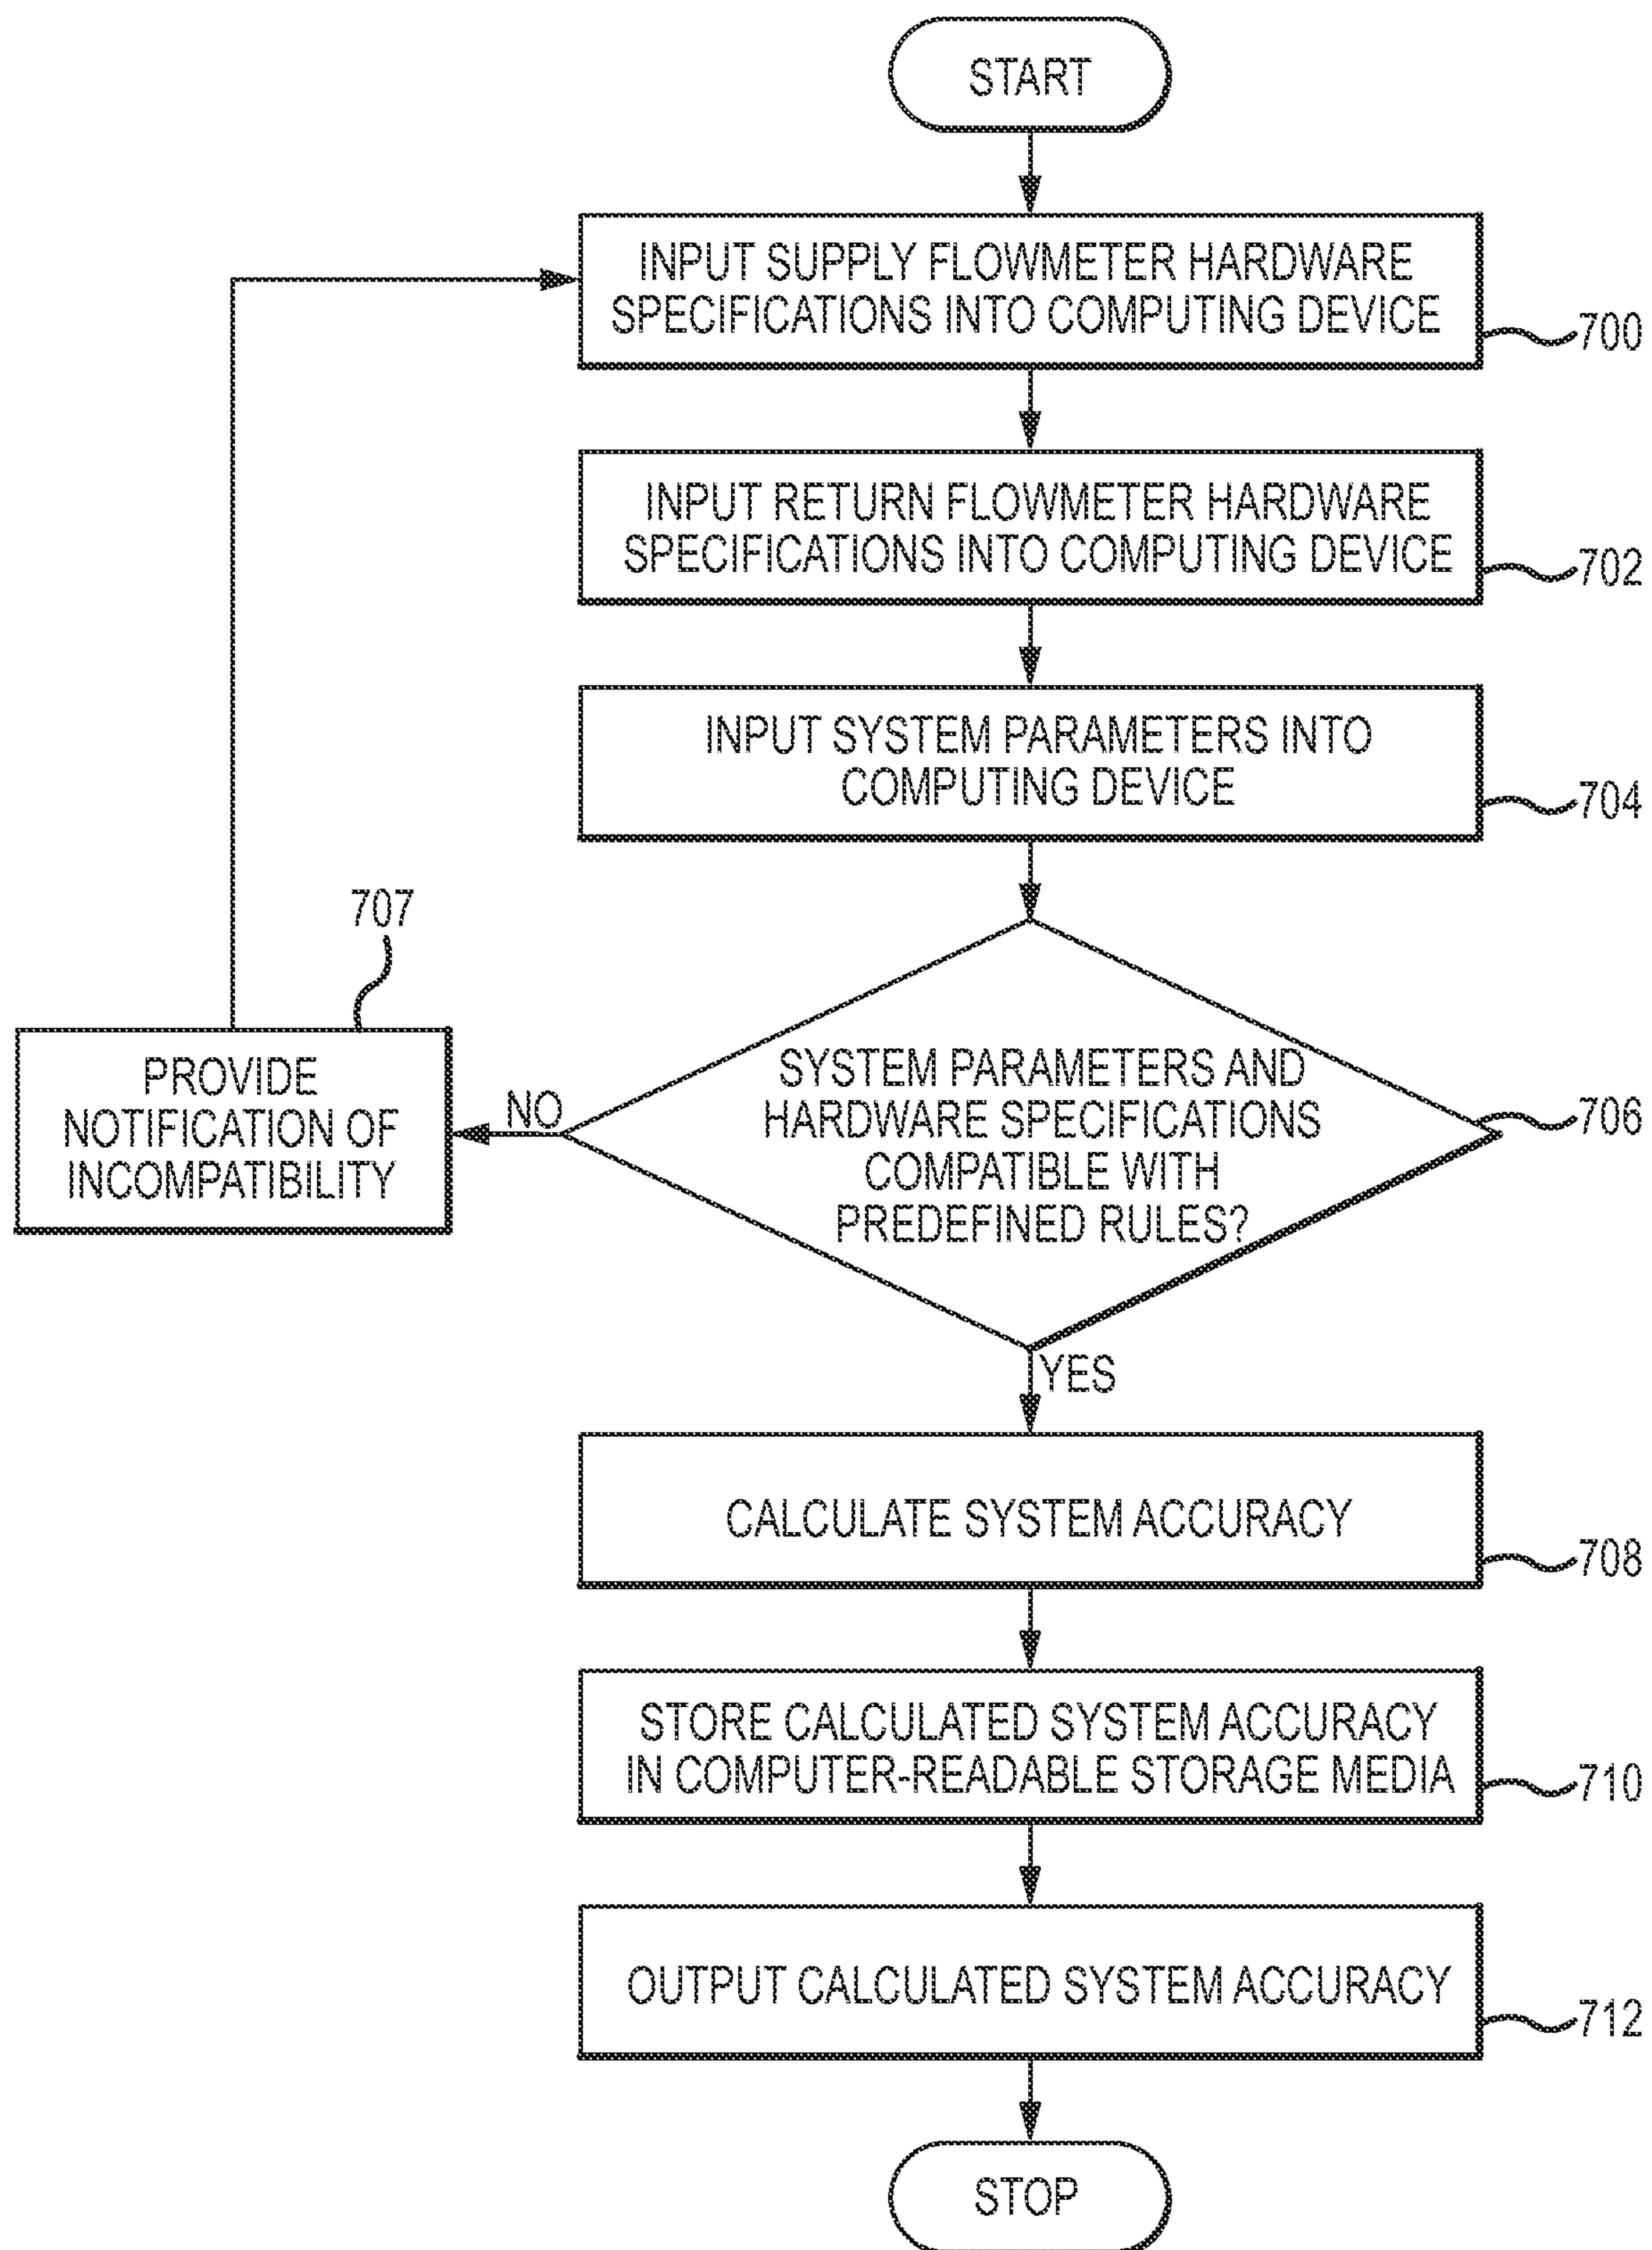 START
INPUT SUPPLY FLOWMETER HARDWARE
SPECIFICATIONS INTO COMPUTING DEVICE
700
INPUT RETURN FLOWMETER HARDWARE
SPECIFICATIONS INTO COMPUTING DEVICE
702
INPUT SYSTEM PARAMETERS INTO
COMPUTING DEVICE
704
707
PROVIDE
NOTIFICATION OF
INCOMPATIBILITY
NO
SYSTEM PARAMETERS AND
HARDWARE SPECIFICATIONS
COMPATIBLE WITH
PREDEFINED RULES?
706
YES
CALCULATE SYSTEM ACCURACY
708
STORE CALCULATED SYSTEM ACCURACY
IN COMPUTER-READABLE STORAGE MEDIA
710
OUTPUT CALCULATED SYSTEM ACCURACY
712
STOP